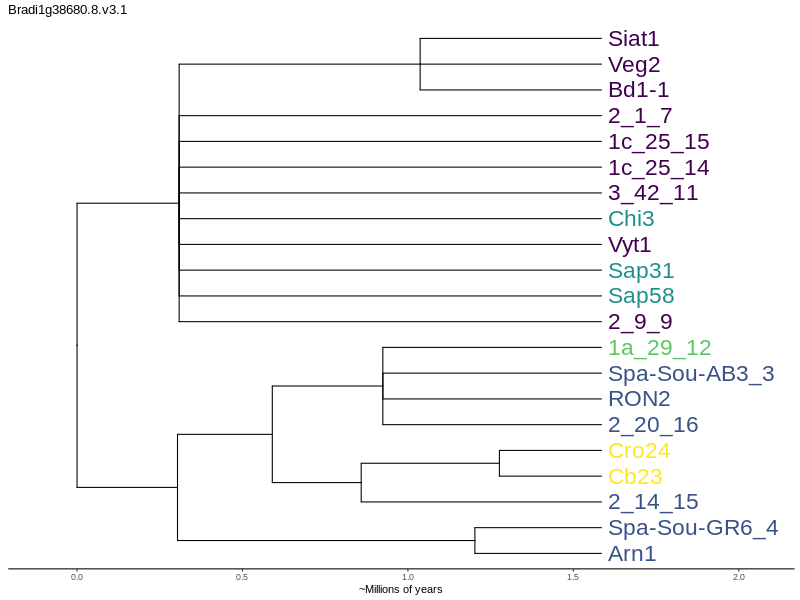 Bradi1g38680.8.v3.1
Siat1
Veg2
Bd1-1
2_1_7
1c_25_15
1c_25_14
3_42_11
Chi3
Vyt1
Sap31
Sap58
2_9_9
1a_29_12
Spa-Sou-AB3_3
RON2
2_20_16
Cro24
Cb23
2_14_15
Spa-Sou-GR6_4
Arn1
0.0 0.5 1.0 1.5 2.0
~Millions of years